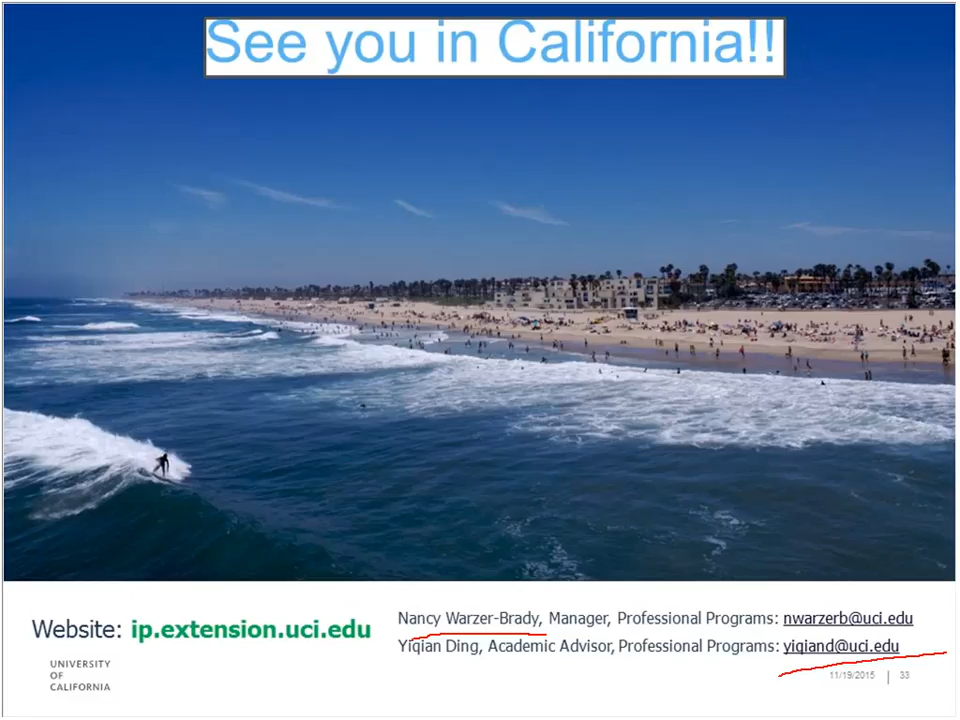 See you in California!!
Website: ip.extension.uci.edu
Nancy Warzer-Brady, Manager, Professional Programs: nwarzerb@uci.edu
Yiqian Ding, Academic Advisor, Professional Programs: yiqiand@uci.edu
UNIVERSITY
OF
CALIFORNIA
11/19/2015 | 33